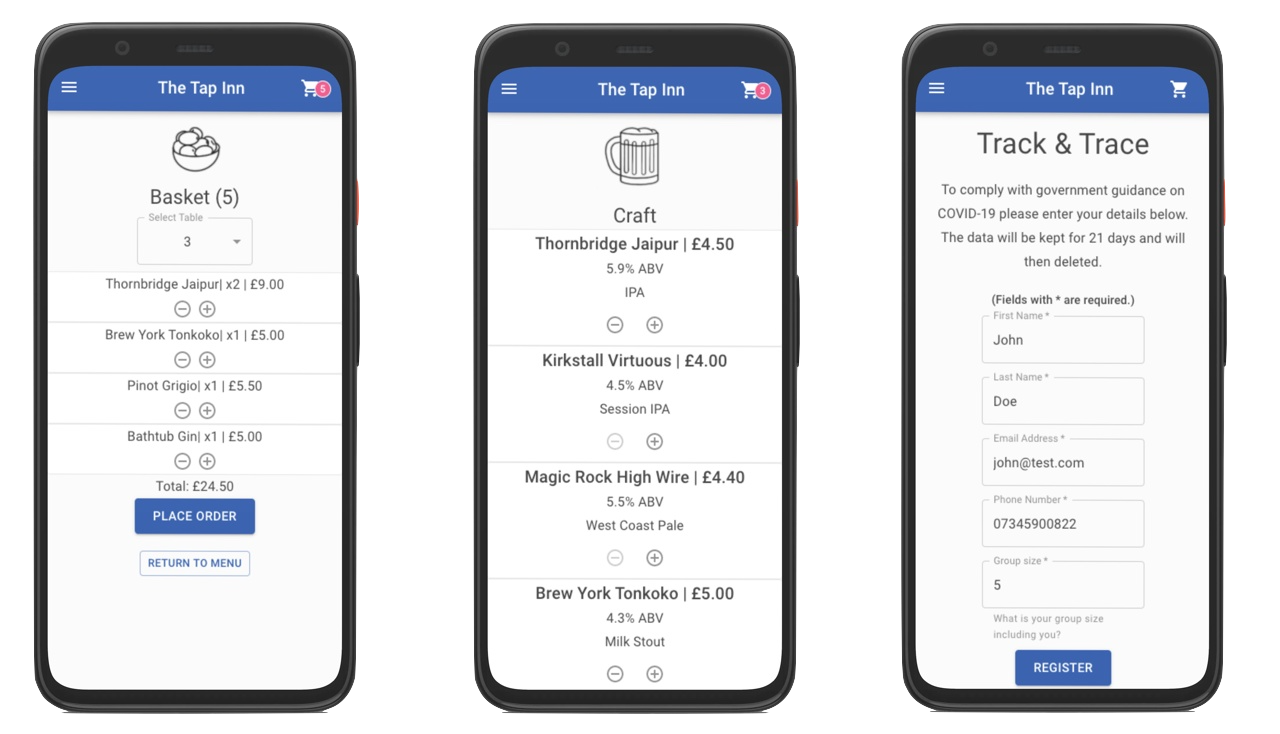 The Tap Inn
5
Basket (5)
Select Table
3
Thornbridge Jaipur| x2 | £9.00
Brew York Tonkoko| x1 | £5.00
Pinot Grigio| x1 | £5.50
Bathtub Gin| x1 | £5.00
Total: £24.50
PLACE ORDER
RETURN TO MENU
The Tap Inn
3
Craft
Thornbridge Jaipur | £4.50
5.9% ABV
IPA
Kirkstall Virtuous | £4.00
4.5% ABV
Session IPA
Magic Rock High Wire | £4.40
5.5% ABV
West Coast Pale
Brew York Tonkoko | £5.00
4.3% ABV
Milk Stout
The Tap Inn
Track & Trace
To comply with government guidance on
COVID-19 please enter your details below.
The data will be kept for 21 days and will
then deleted.
(Fields with * are required.)
First Name *
John
Last Name *
Doe
Email Address *
john@test.com
Phone Number *
07345900822
Group size *
5
What is your group size
including you?
REGISTER